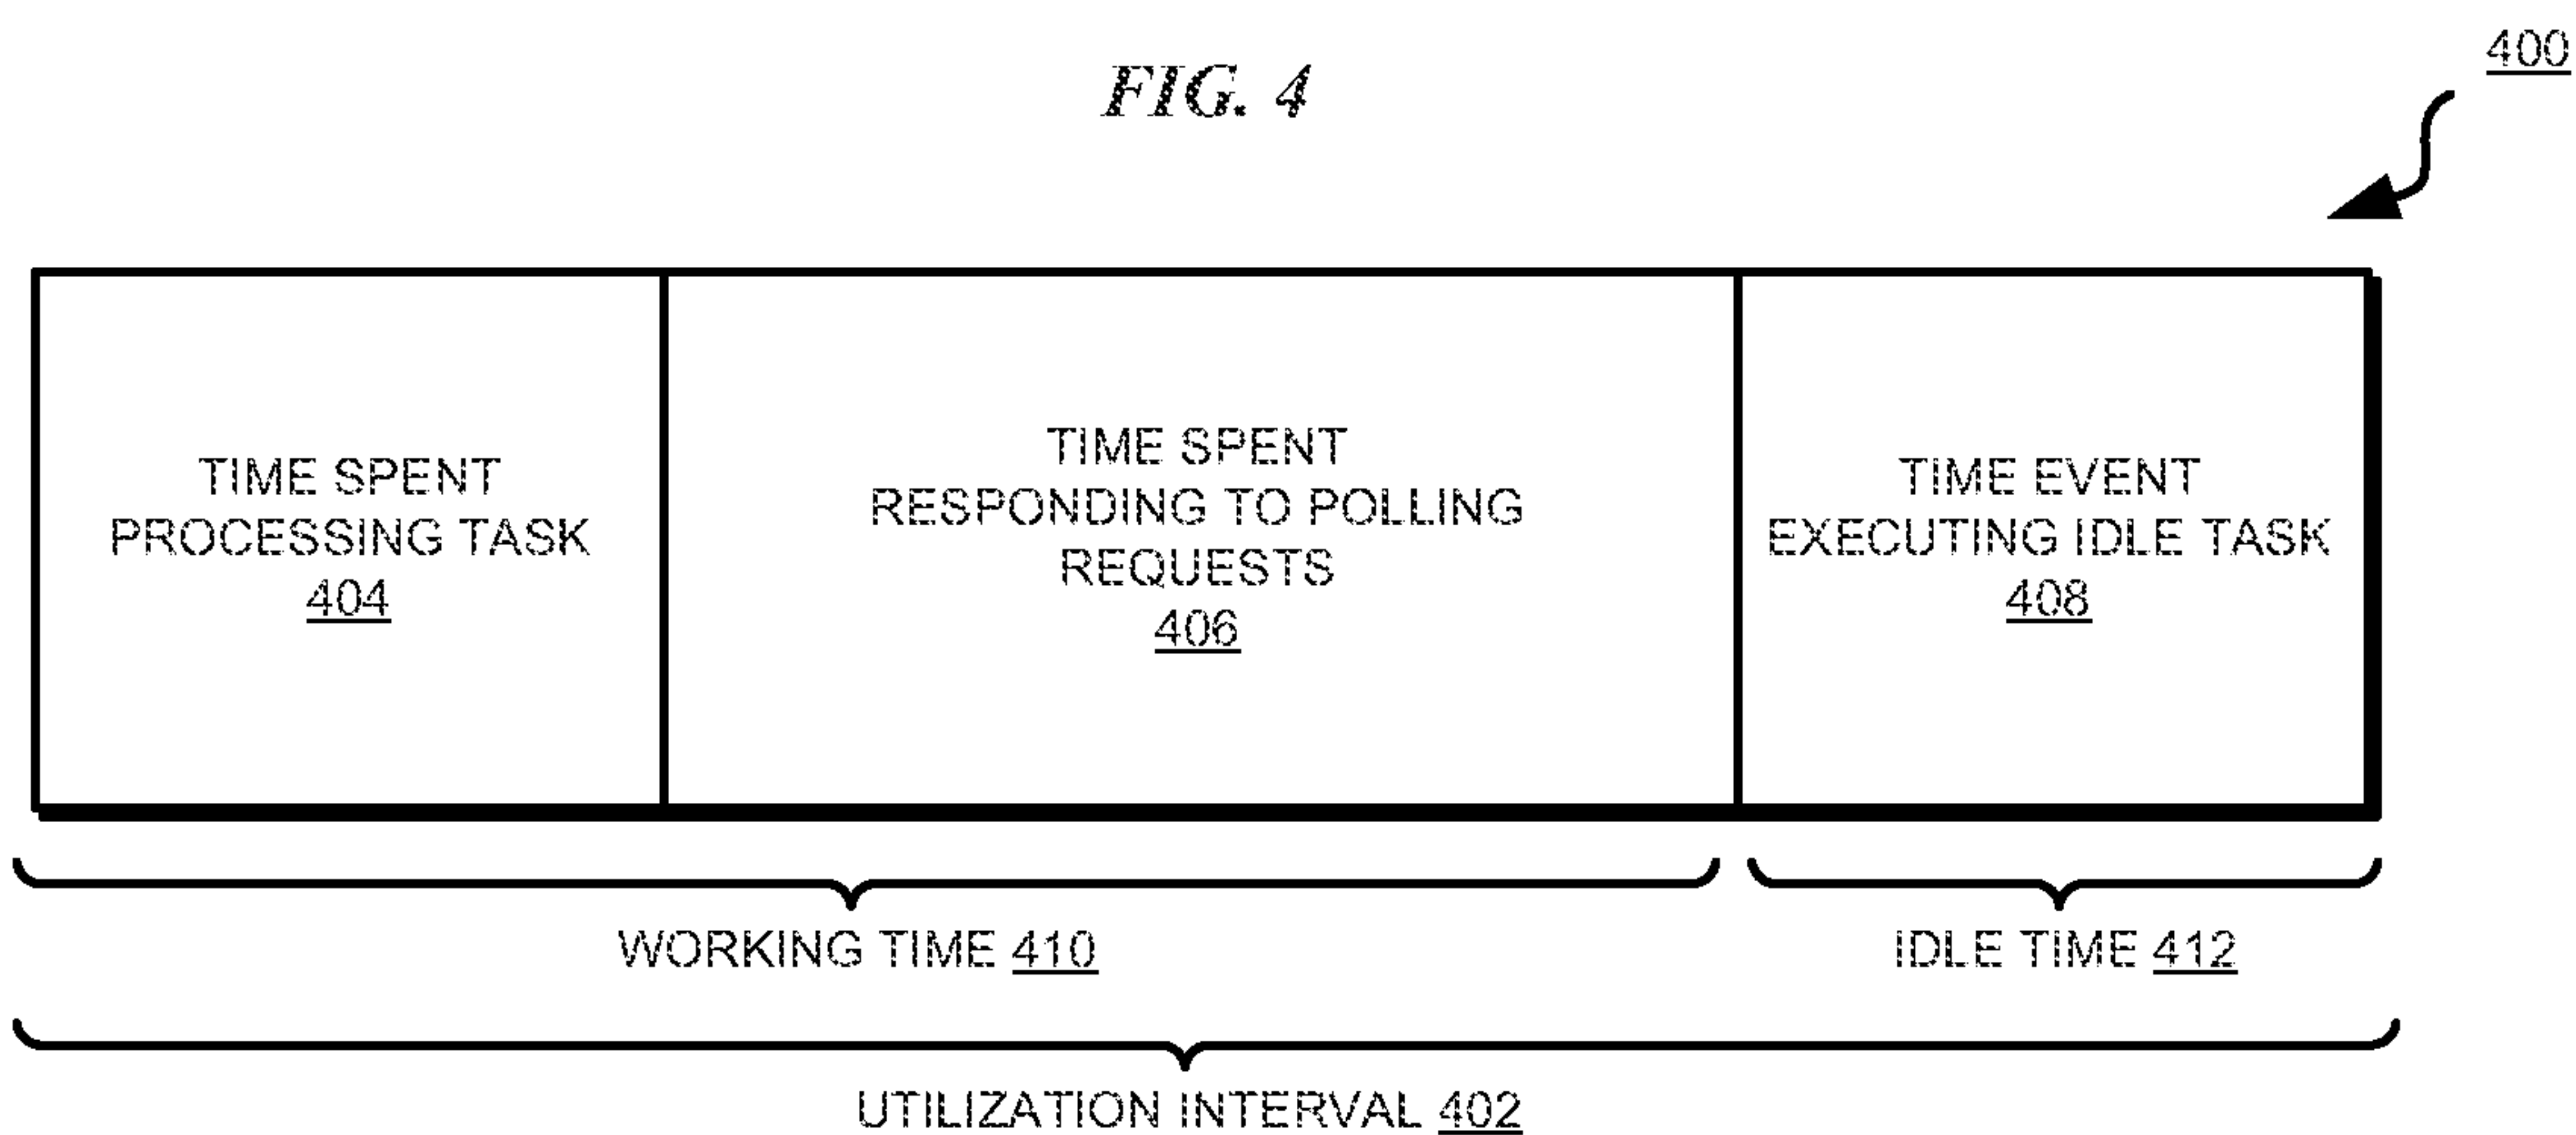 400
FIG. 4
TIME SPENT
PROCESSING TASK
404
TIME SPENT
RESPONDING TO POLLING
REQUESTS
406
TIME EVENT
EXECUTING IDLE TASK
408
WORKING TIME 410
IDLE TIME 412
UTILIZATION INTERVAL 402